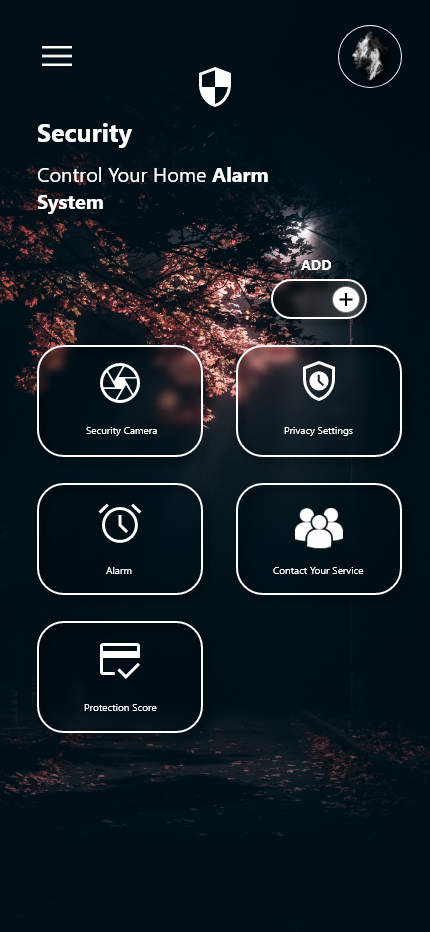 Security
Control Your Home Alarm
System
ADD
Security Camera
Privacy Settings
Alarm
Contact Your Service
Protection Score